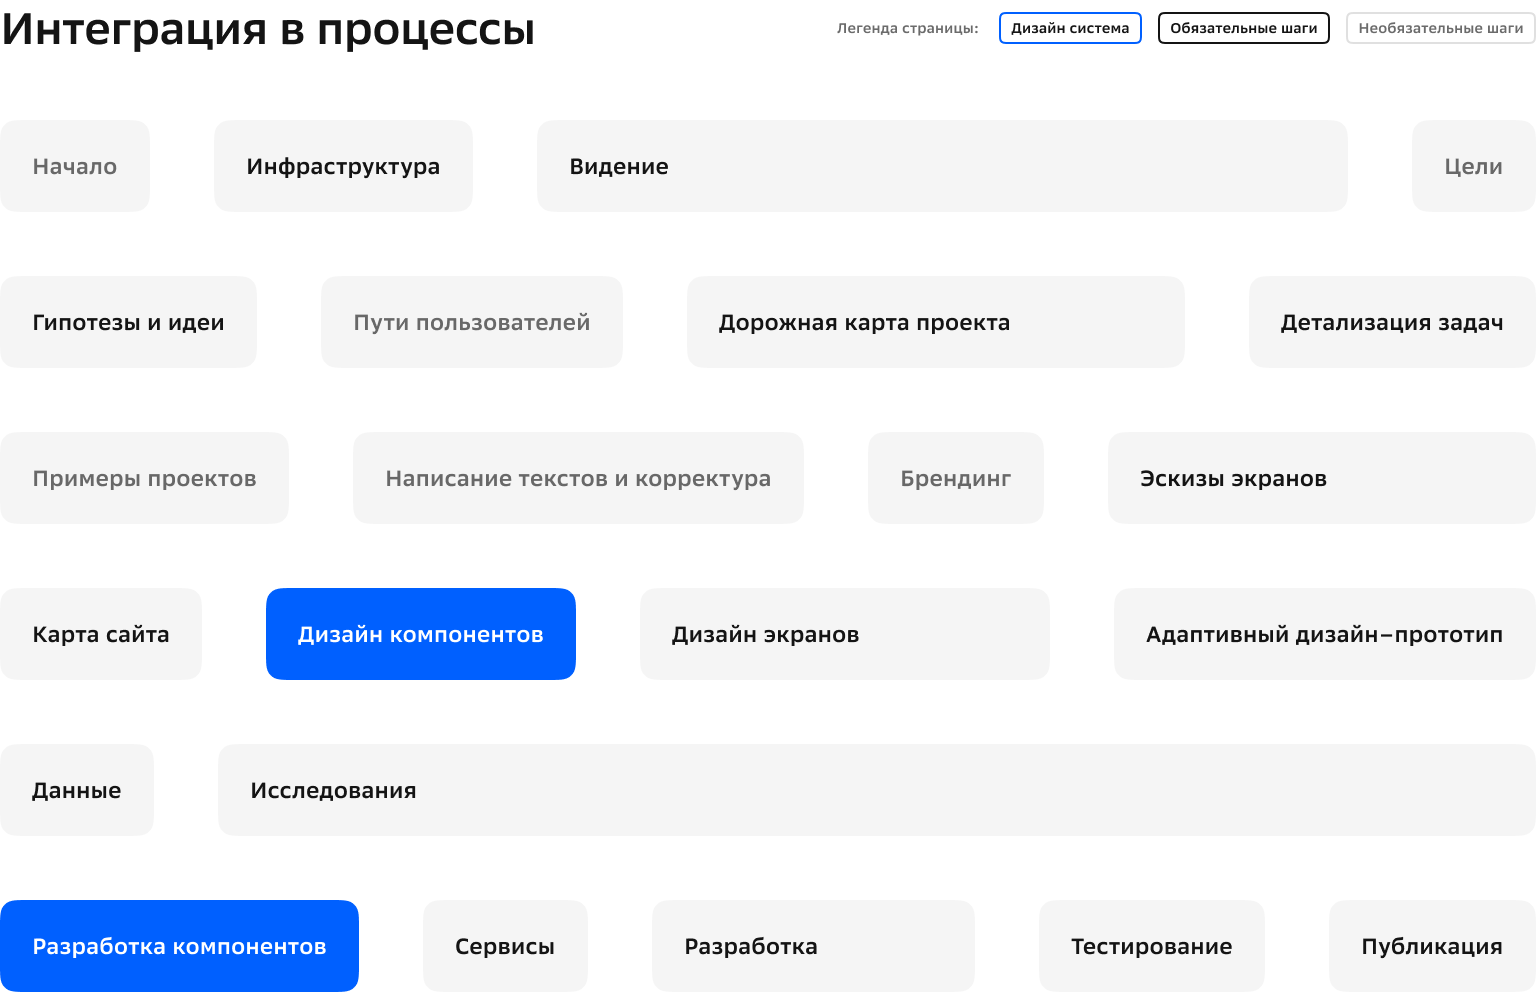 Интеграция в процессы
Легенда страницы:
Дизайн система
Обязательные шаги
Необязательные шаги
Начало
Инфраструктура
Видение
Цели
Гипотезы и идеи
Пути пользователей
Дорожная карта проекта
Детализация задач
Примеры проектов
Написание текстов и корректура
Брендинг
Эскизы экранов
Карта сайта
Дизайн компонентов
Дизайн экранов
Адаптивный дизайн–прототип
Данные
Исследования
Разработка компонентов
Сервисы
Разработка
Тестирование
Публикация